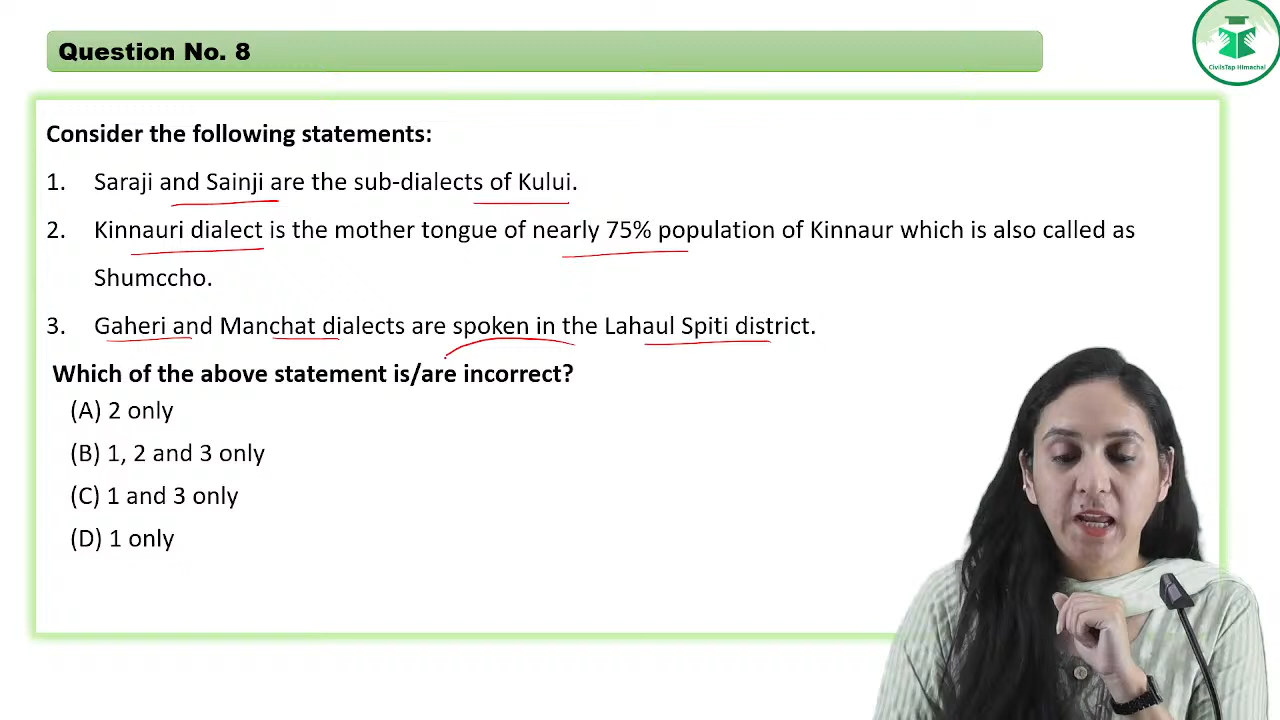 Question No. 8
CivilsTap Himachal
Consider the following statements:
1. Saraji and Sainji are the sub-dialects of Kului.
2. Kinnauri dialect is the mother tongue of nearly 75% population of Kinnaur which is also called as
Shumccho.
3. Gaheri and Manchat dialects are spoken in the Lahaul Spiti district.
Which of the above statement is/are incorrect?
(A) 2 only
(B) 1, 2 and 3 only
(C) 1 and 3 only
(D) 1 only